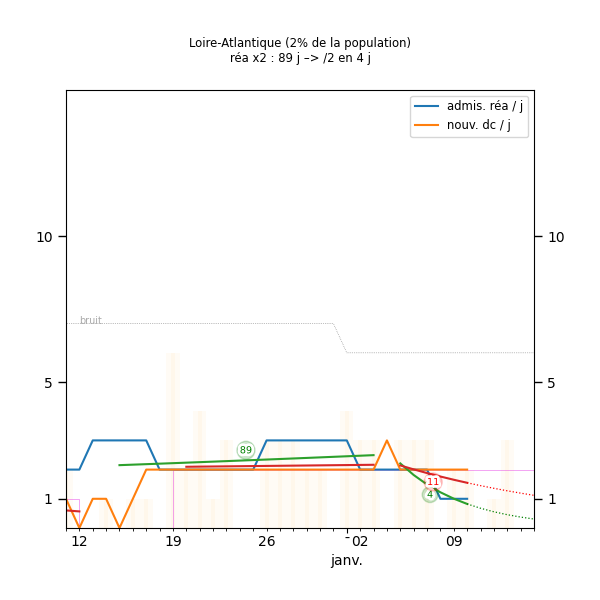 Loire-Atlantique (2% de la population)
réa x2 : 89 j –> /2 en 4 j
admis. réa / j
nouv. dc / j
10
10
bruit
5
5
89
11
4
1
1
12
19
26
02
09
janv.